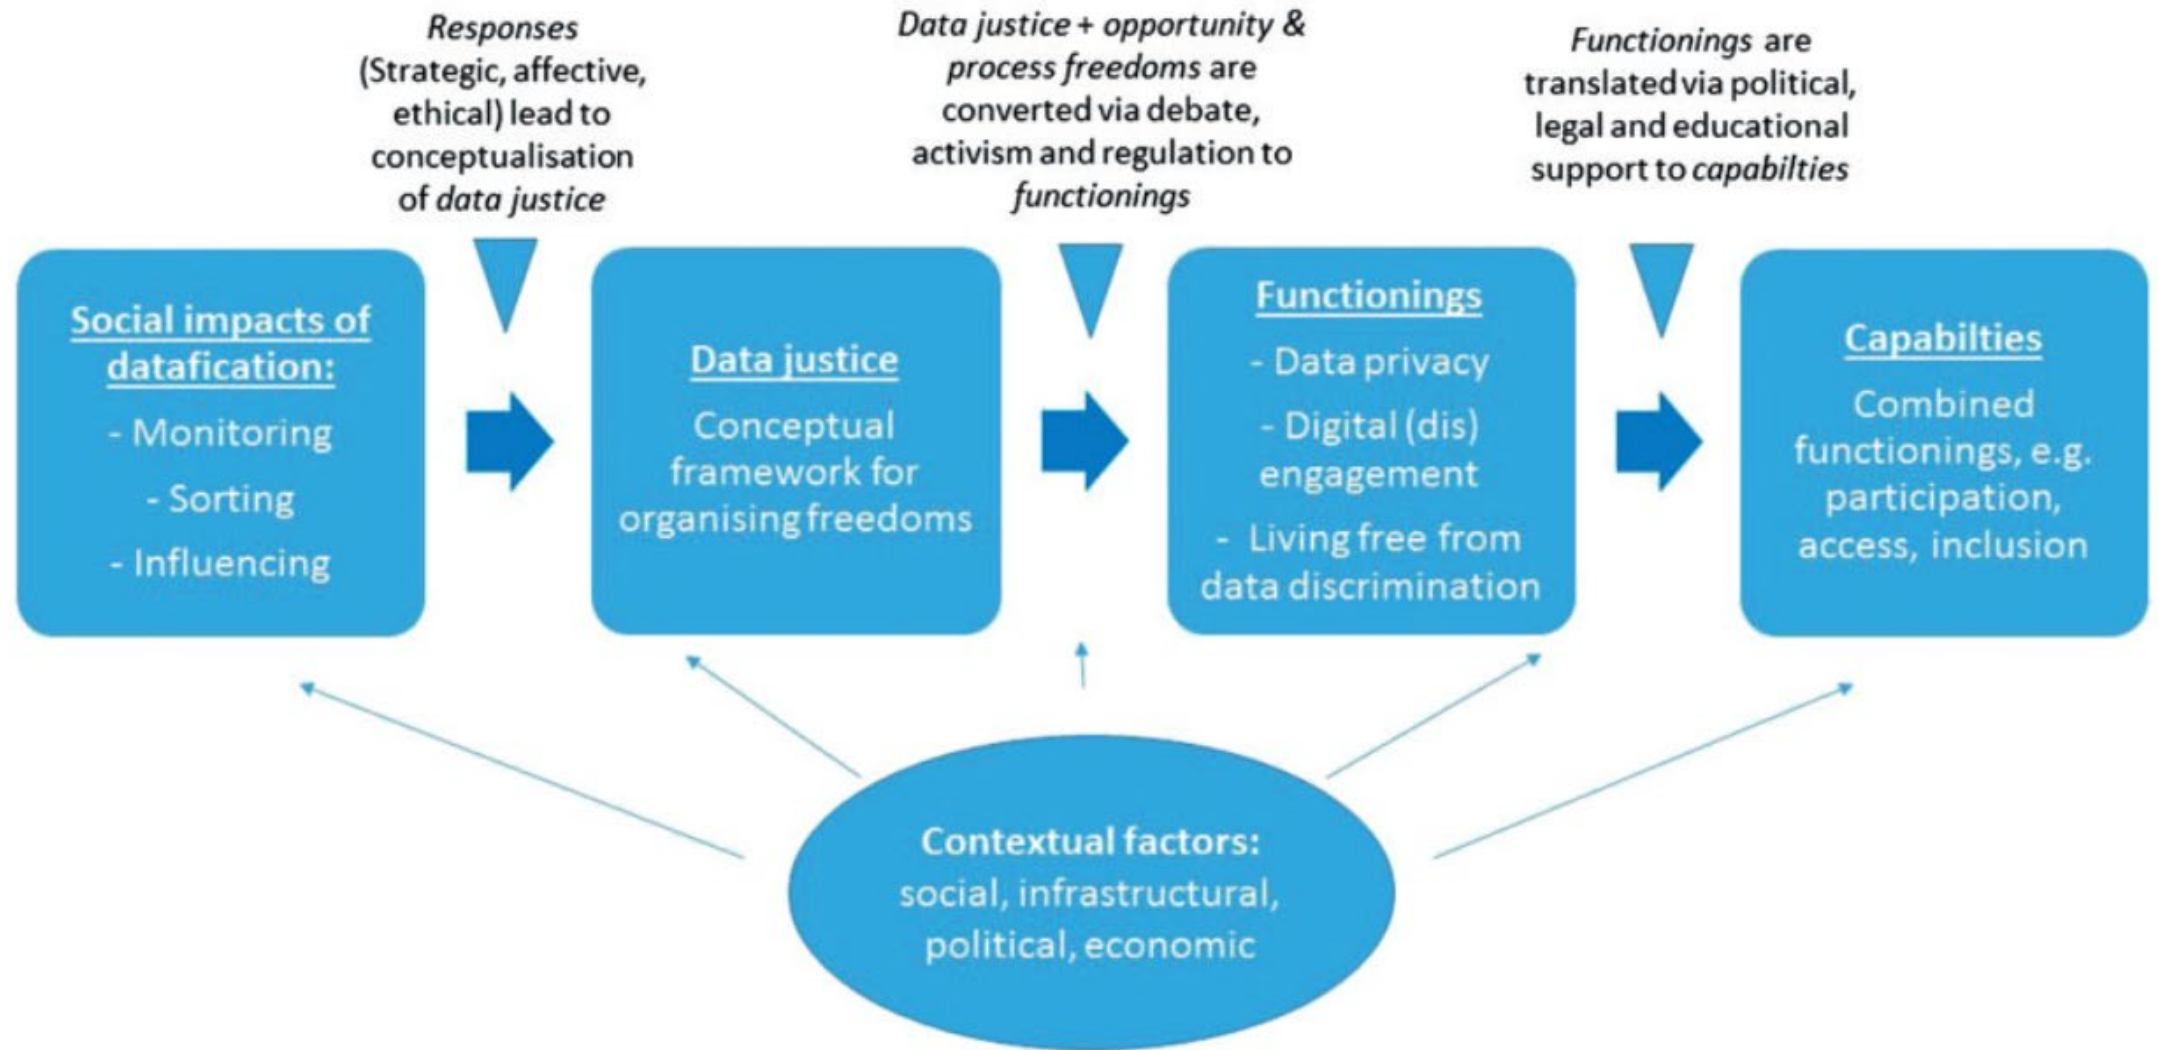 Responses
(Strategic, affective,
ethical) lead to
conceptualisation
of data justice
Data justice + opportunity &
process freedoms are
converted via debate,
activism and regulation to
functionings
Functionings are
translated via political,
legal and educational
support to capabilties
Social impacts of
datafication:
- Monitoring
- Sorting
- Influencing
Data justice
Conceptual
framework for
organising freedoms
Functionings
- Data privacy
- Digital (dis)
engagement
- Living free from
data discrimination
Capabilties
Combined
functionings, e.g.
participation,
access, inclusion
Contextual factors:
social, infrastructural,
political, economic